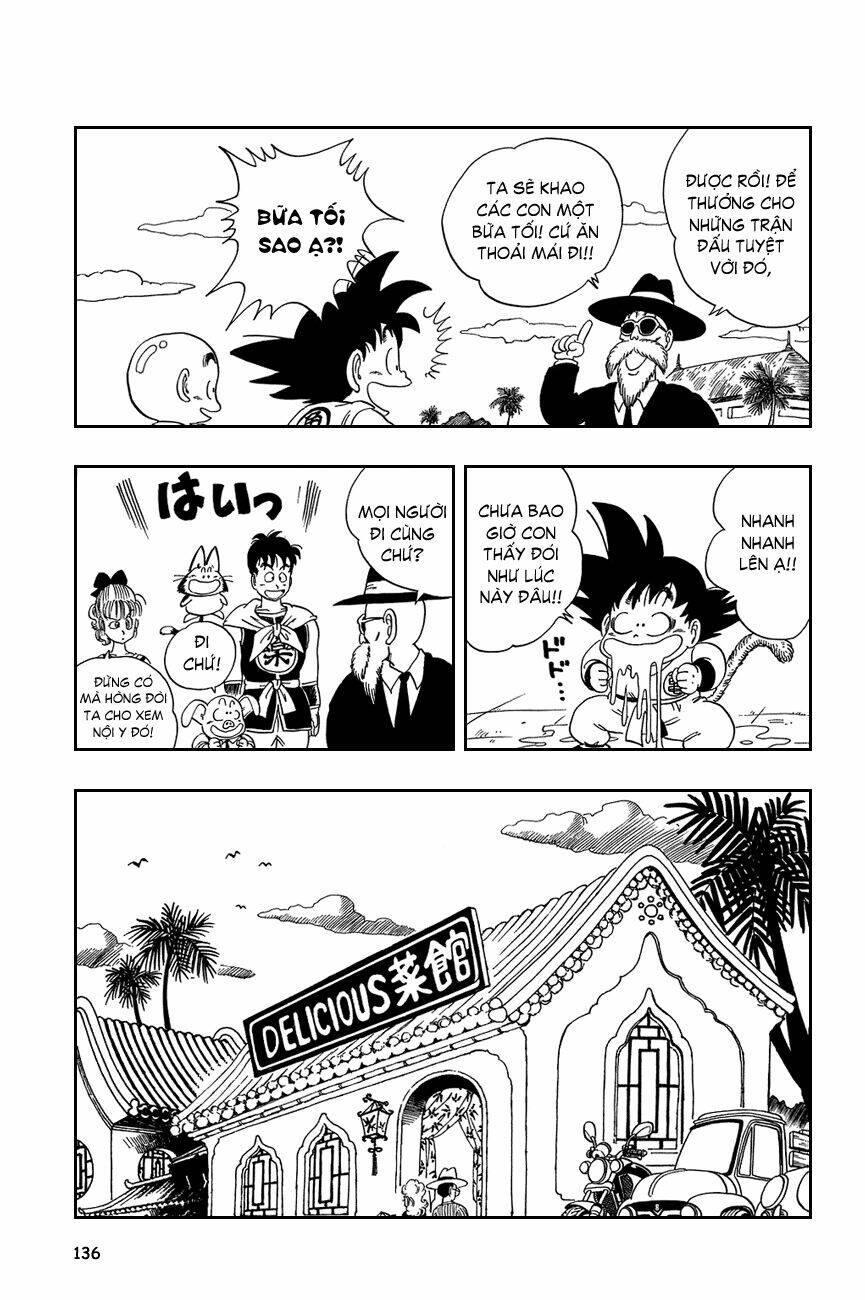 ĐƯỢC RỒI! ĐỂ
THƯỞNG CHO
NHỮNG TRẬN
ĐẤU TUYỆT
VỜI ĐÓ,
TA SẼ KHAO
CÁC CON MỘT
BỮA TỐI! CỨ ĂN
THOẢI MÁI ĐI!!
BỮA TỐI
SAO Ạ?!
NHANH
NHANH
LÊN Ạ!!
CHƯA BAO
GIỜ CON
THẤY ĐÓI
NHƯ LÚC
NÀY ĐÂU!!
ドドド
MỌI NGƯỜI
ĐI CÙNG
CHỨ?
はいっ
ĐI
CHỨ!
ĐỪNG CÓ
MÀ HÒNG ĐÒI
TA CHO XEM
NỘI Y ĐÓ!
DELICIOUS菜館
136